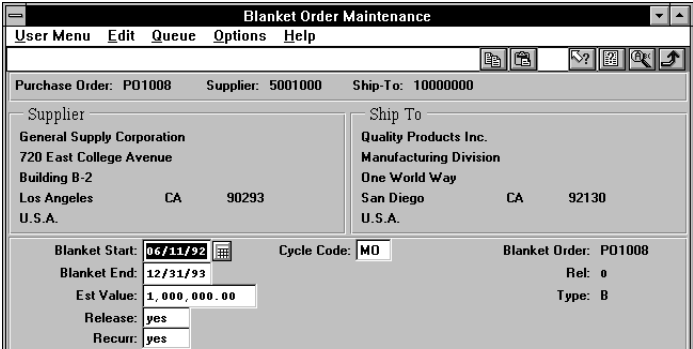 Blanket Order Maintenance
User Menu Edit Queue Options Help
Purchase Order: PO1008 Supplier: 5001000 Ship-To: 10000000
Supplier Ship To
General Supply Corporation Quality Products Inc.
720 East College Avenue Manufacturing Division
Building B-2 One World Way
Los Angeles CA 90293 San Diego CA 92130
U.S.A. U.S.A.
Blanket Start: 06/11/92 Cycle Code: MO Blanket Order: PO1008
Blanket End: 12/31/93 Rel: 0
Est Value: 1,000,000.00 Type: B
Release: yes
Recurr: yes